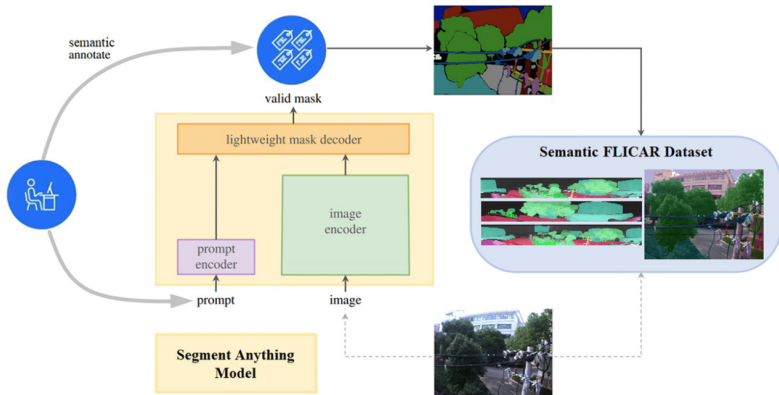 semantic
annotate
valid mask
lightweight mask decoder
image
encoder
prompt
encoder
prompt
image
Segment Anything
Model
Semantic FLICAR Dataset